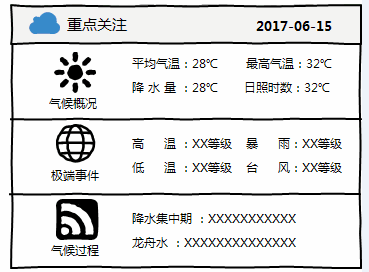 重点关注 2017-06-15
平均气温：28℃ 最高气温：32℃
降 水 量 ：28℃ 日照时数：32℃
气候概况
高 温 ：XX等级 暴 雨：XX等级
低 温 ：XX等级 台 风：XX等级
极端事件
降水集中期 ：XXXXXXXXXXX
龙舟水 ：XXXXXXXXXXXXXX
气候过程